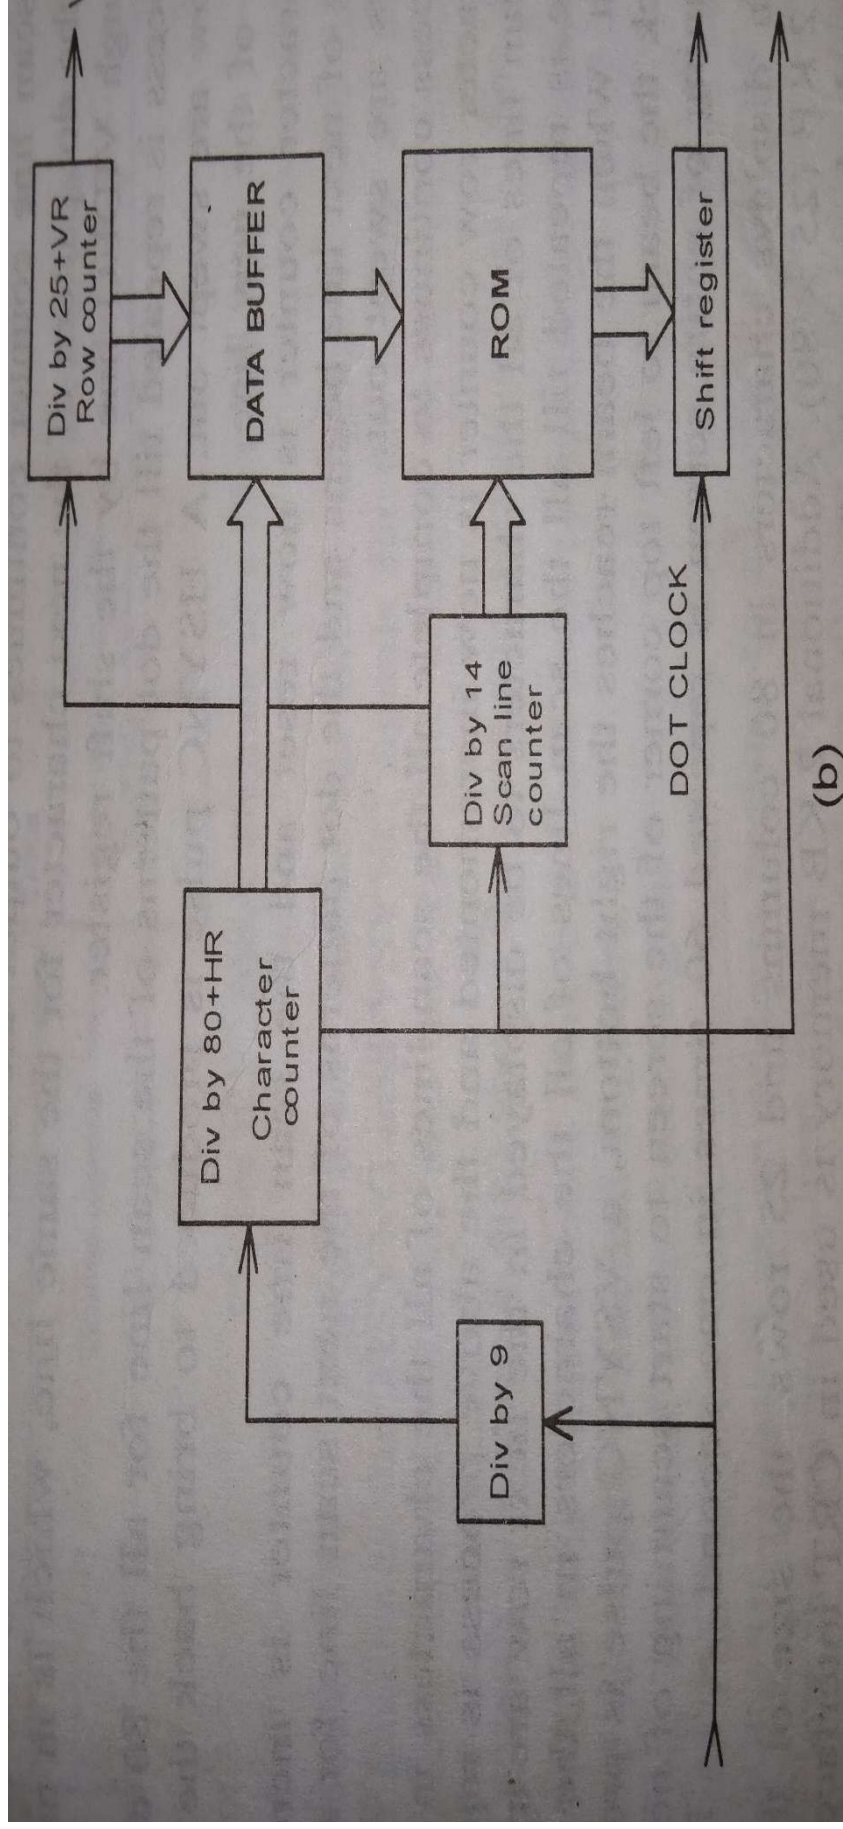 Div by 25+VR
Row counter
DATA BUFFER
ROM
Shift register
Div by 80+HR
Character
counter
Div by 14
Scan line
counter
DOT CLOCK
Div by 9
(b)